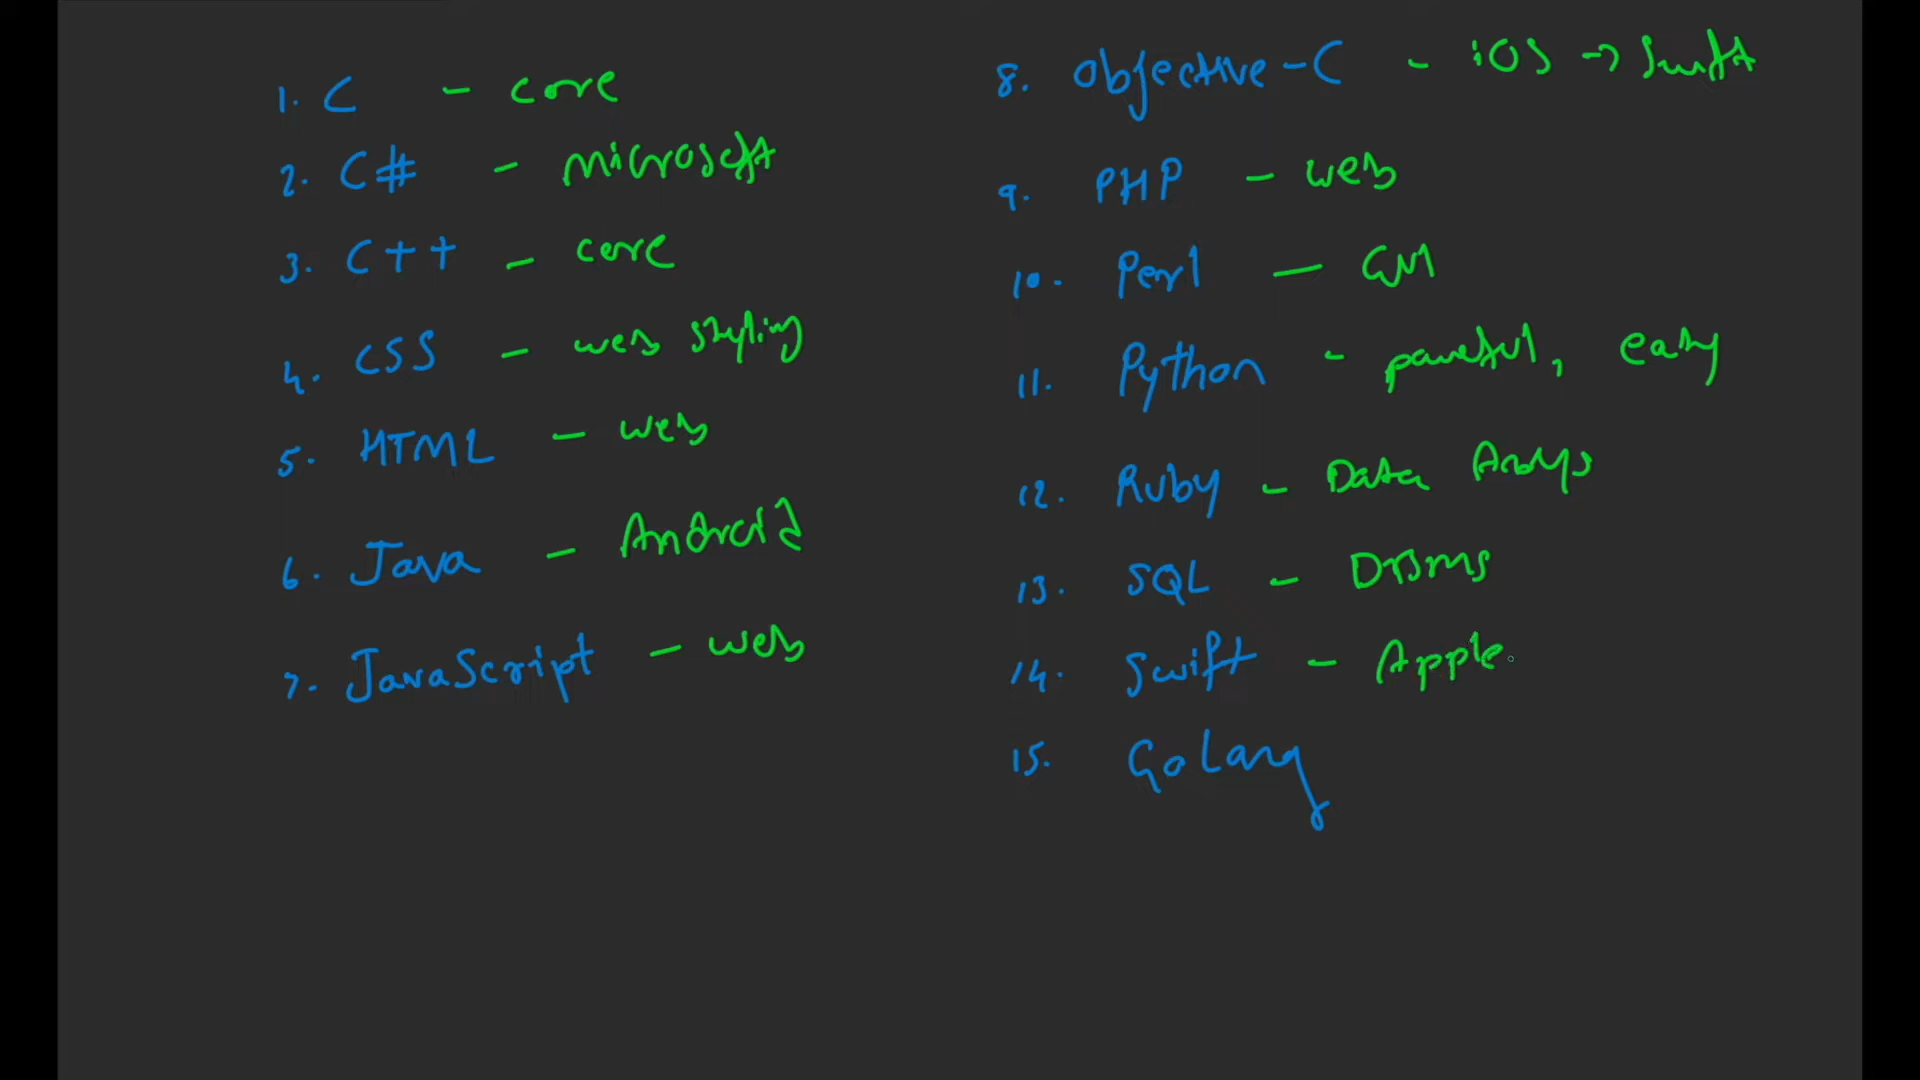 1. C - core
2. C# - Microsoft
3. C++ - core
4. CSS - web styling
5. HTML - web
6. Java - Android
7. JavaScript - web
8. Objective-C - iOS → Swift
9. PHP - web
10. Perl -
11. Python - powerful, easy
12. Ruby - Data
13. SQL - DBMS
14. Swift - Apple
15. GoLang